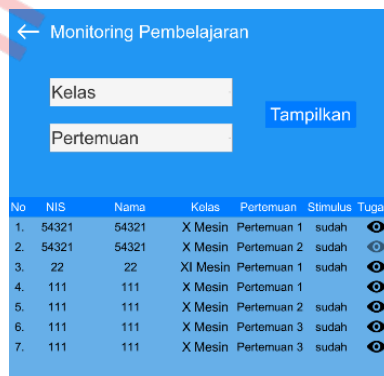 Monitoring Pembelajaran
Kelas
Tampilkan
Pertemuan
No NIS Nama Kelas Pertemuan Stimulus Tuga
1. 54321 54321 X Mesin Pertemuan 1 sudah
2. 54321 54321 X Mesin Pertemuan 2 sudah
3. 22 22 XI Mesin Pertemuan 1 sudah
4. 111 111 X Mesin Pertemuan 1
5. 111 111 X Mesin Pertemuan 2 sudah
6. 111 111 X Mesin Pertemuan 3 sudah
7. 111 111 X Mesin Pertemuan 3 sudah